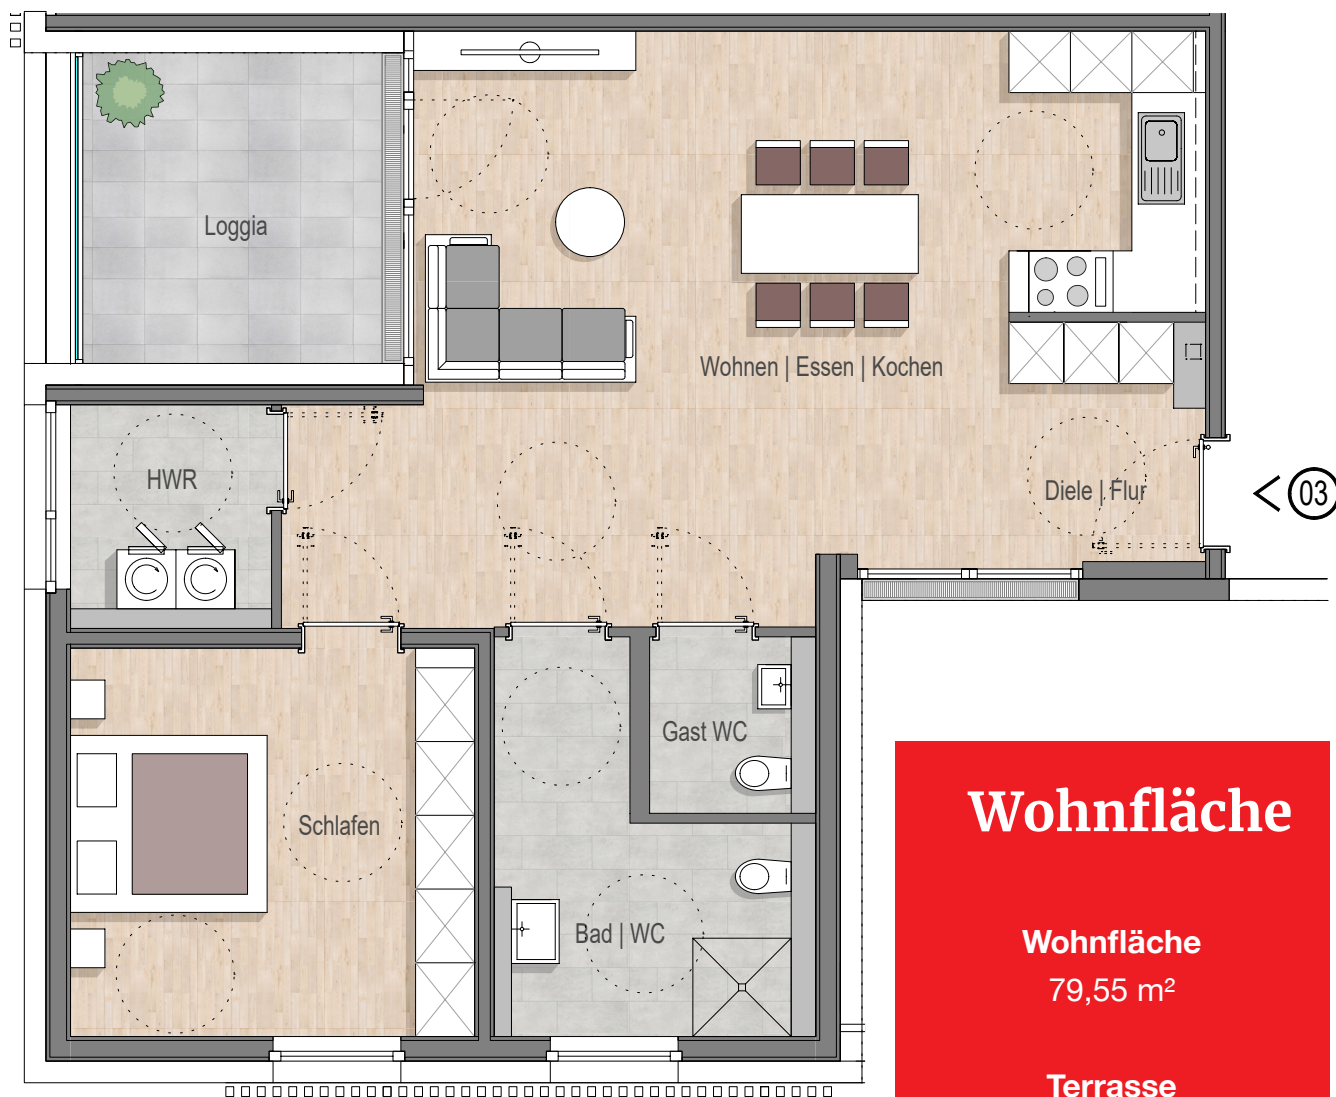 Loggia
Wohnen | Essen | Kochen
HWR
Diele | Flur
03
Gast WC
Schlafen
Bad | WC
Wohnfläche
Wohnfläche
79,55 m²
Terrasse